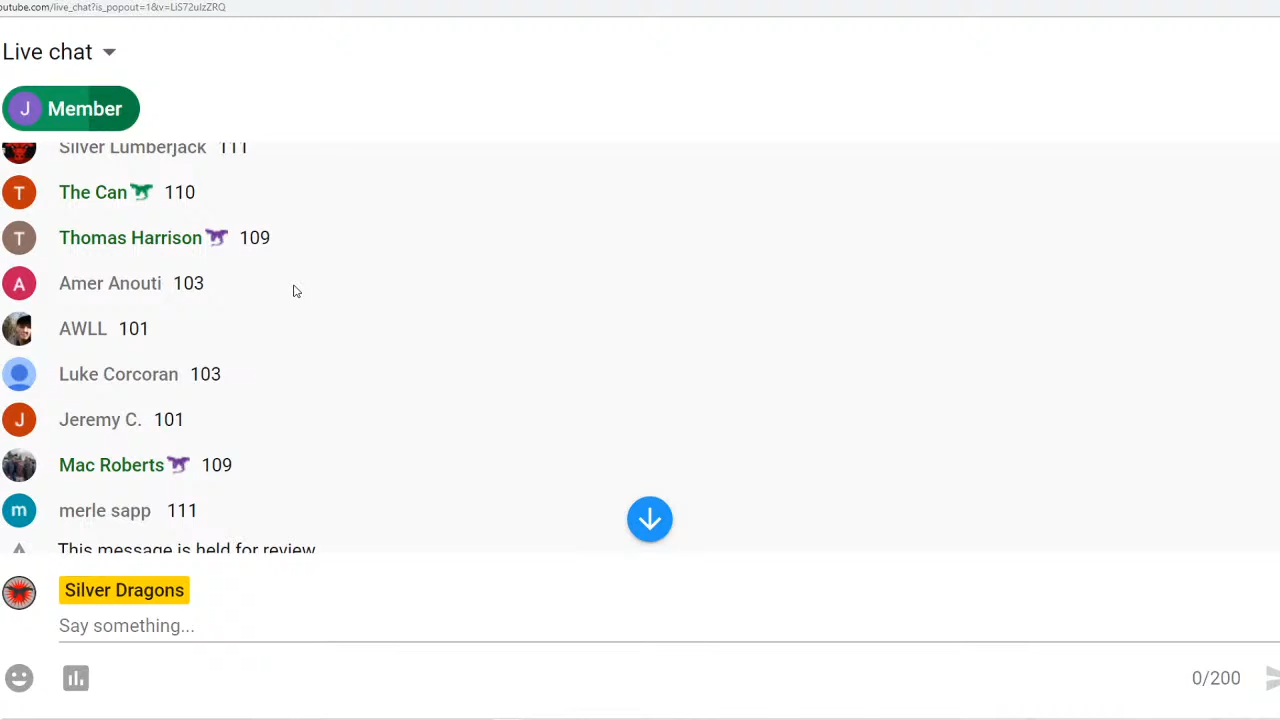 outube.com/live_chat?is_popout=1&v=LiS72uIzZRQ
Live chat
J Member
Silver Lumberjack 111
T The Can 110
T Thomas Harrison 109
A Amer Anouti 103
AWLL 101
Luke Corcoran 103
J Jeremy C. 101
Mac Roberts 109
m merle sapp 111
This message is held for review
Silver Dragons
Say something...
0/200